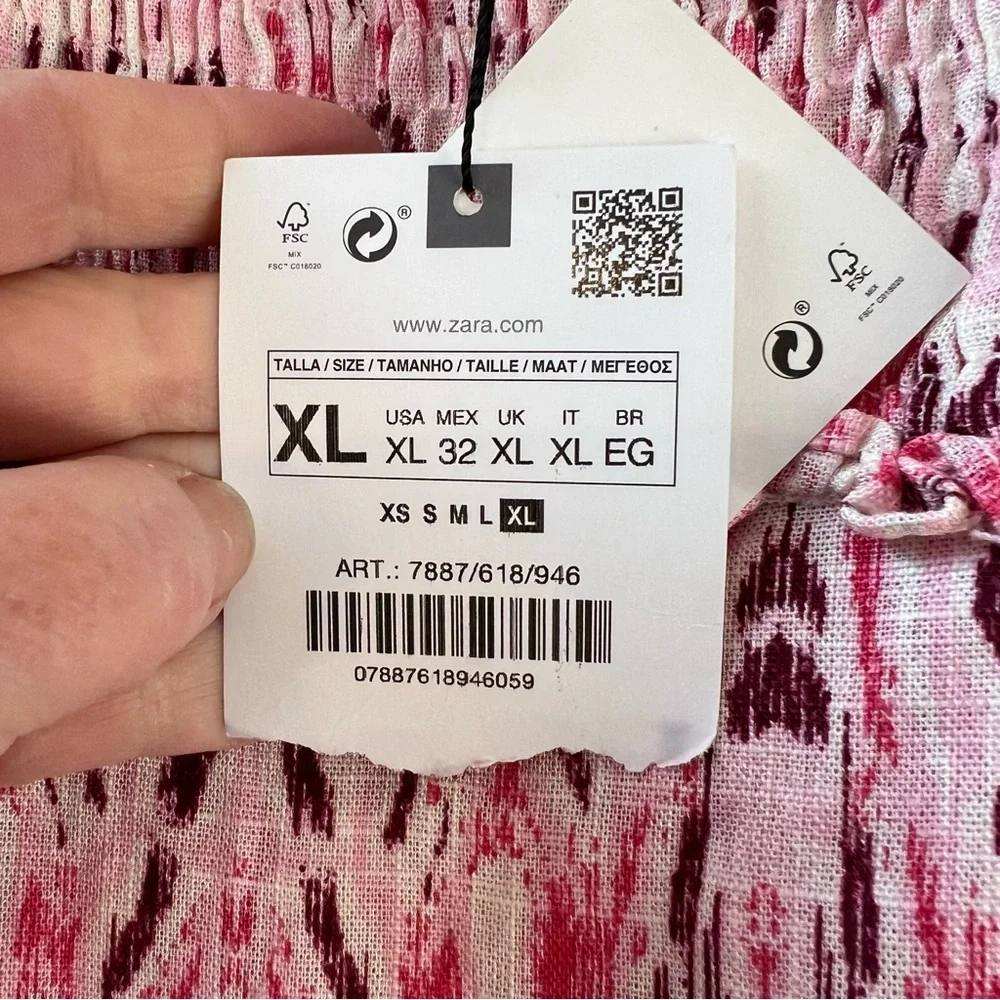 FSC
MIX
FSC™ C018020
®
www.zara.com
TALLA / SIZE / TAMANHO / TAILLE / MAAT / ΜΕΓΕΘΟΣ
XL
USA MEX UK IT BR
XL 32 XL XL EG
XS S M L XL
ART.: 7887/618/946
07887618946059
FSC
MIX
FSC™ C018020
®